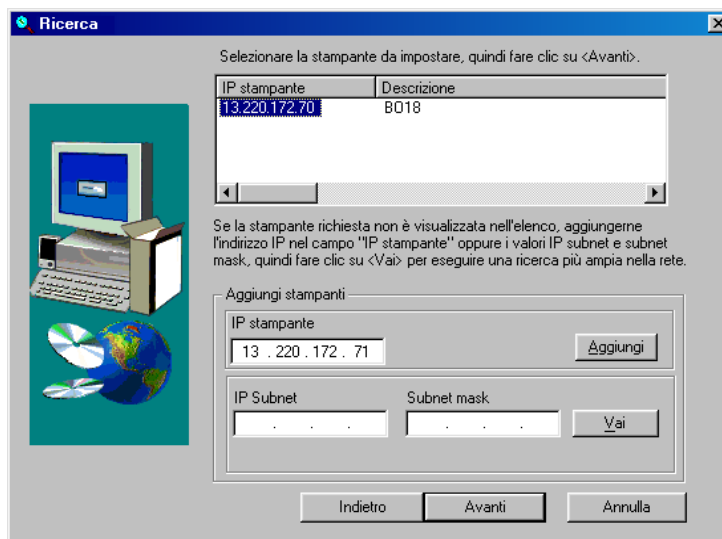 Ricerca
Selezionare la stampante da impostare, quindi fare clic su <Avanti>.
IP stampante Descrizione
13.220.172.70 BO18
Se la stampante richiesta non è visualizzata nell'elenco, aggiungerne
l'indirizzo IP nel campo "IP stampante" oppure i valori IP subnet e subnet
mask, quindi fare clic su <Vai> per eseguire una ricerca più ampia nella rete.
Aggiungi stampanti
IP stampante
13 . 220 . 172 . 71 Aggiungi
IP Subnet Subnet mask
. . . . . . Vai
Indietro Avanti Annulla